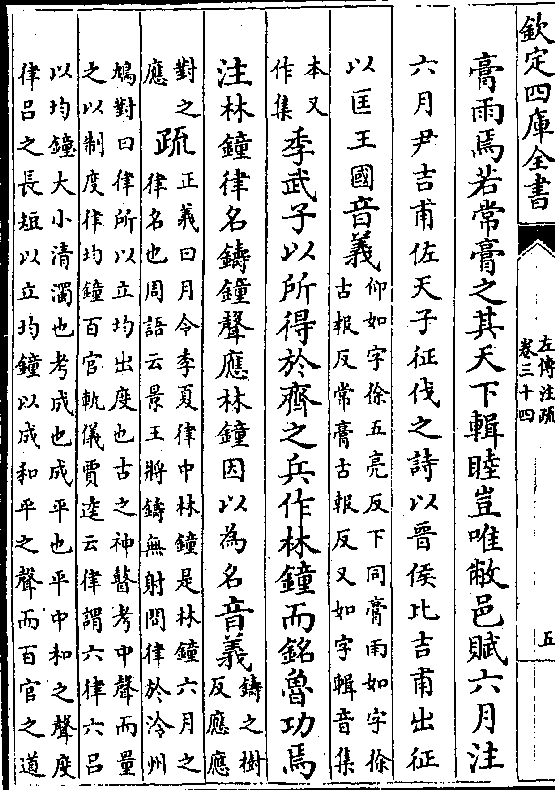 欽定四庫全書
左傳注疏
卷三十四
五
膏雨焉若常膏之其天下輯睦豈唯敝邑賦六月注
六月尹吉甫佐天子征伐之詩以晉侯比吉甫出征
以匡王國音義仰如字徐五亮反下同膏雨如字徐
古報反常膏古報反又如字輯音集
本又
作集
季武子以所得於齊之兵作林鐘而銘魯功焉
注林鐘律名鑄鐘聲應林鐘因以為名音義鑄之樹
反應應
對之
應
疏正義曰月令季夏律中林鐘是林鐘六月之
律名也周語云景王將鑄無射問律於泠州
鳩對曰律所以立均出度也古之神瞽考中聲而量
之以制度律均鐘百官軌儀賈逵云律謂六律六呂
以均鐘大小清濁也考成也成平也平中和之聲度
律呂之長短以立均鐘以成和平之聲而百官之道